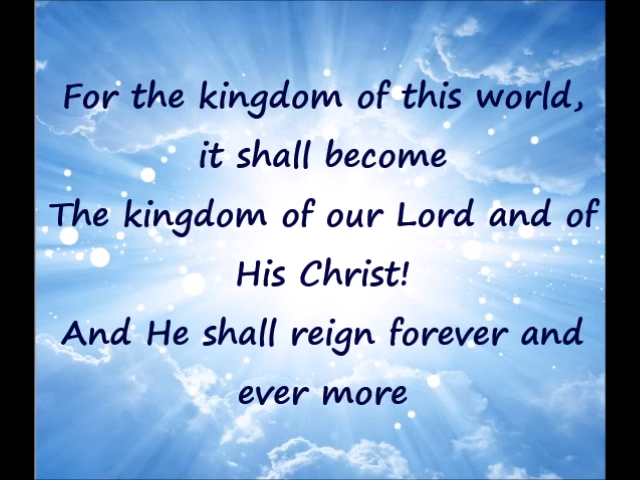 For the kingdom of this world,
it shall become
The kingdom of our Lord and of
His Christ!
And He shall reign forever and
ever more